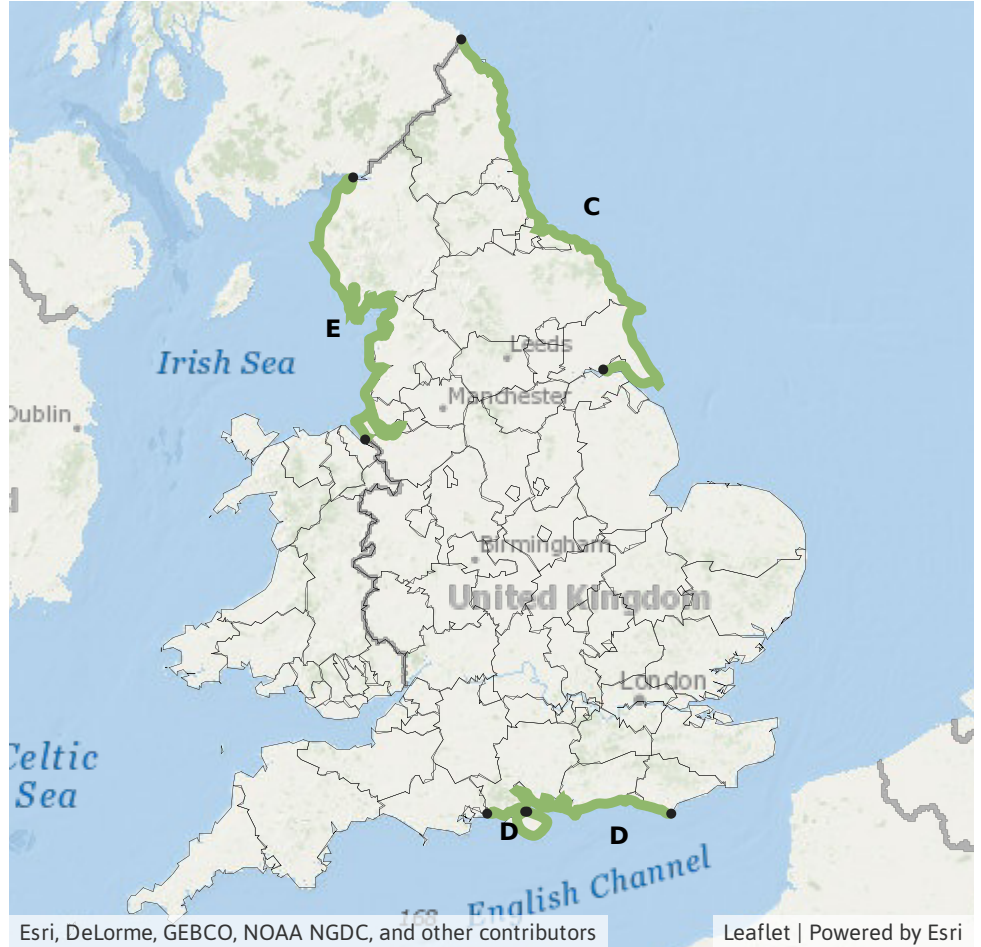 C
E
Leeds
Irish Sea
Manchester
Dublin
d
Birmingham
United Kingdom
London
Celtic
Sea
D
D
English Channel
168
Esri, DeLorme, GEBCO, NOAA NGDC, and other contributors
Leaflet | Powered by Esri